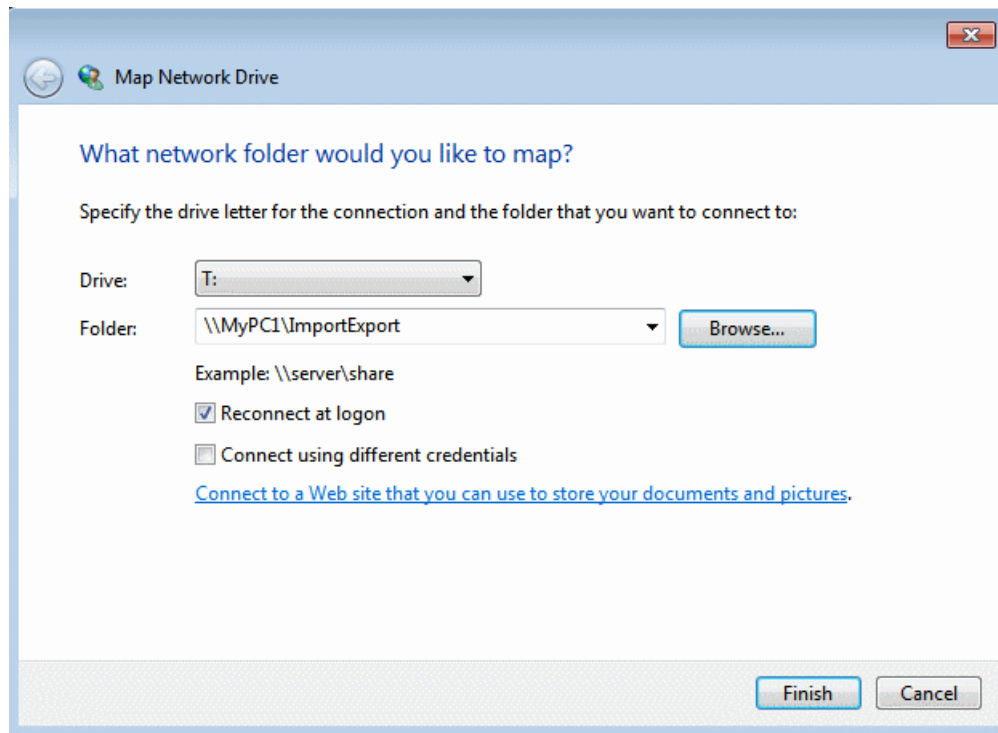 Map Network Drive
What network folder would you like to map?
Specify the drive letter for the connection and the folder that you want to connect to:
Drive: T:
Folder: \\MyPC1\ImportExport Browse...
Example: \\server\share
Reconnect at logon
Connect using different credentials
Connect to a Web site that you can use to store your documents and pictures.
Finish Cancel